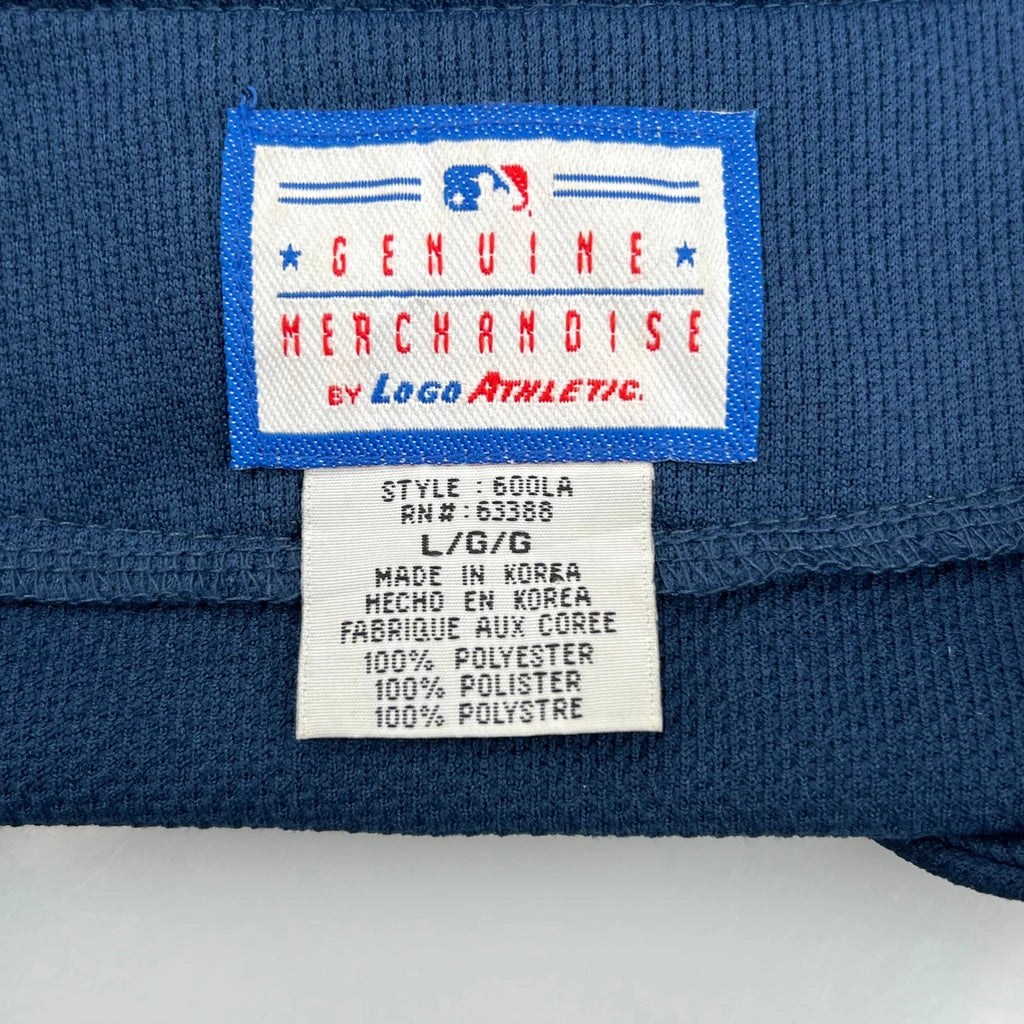 GENUINE
MERCHANDISE
BY LOGO ATHLETIC.
STYLE : 600LA
RN# : 63388
L/G/G
MADE IN KOREA
HECHO EN KOREA
FABRIQUE AUX COREE
100% POLYESTER
100% POLISTER
100% POLYSTRE